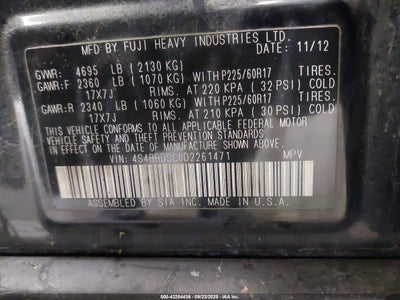 MFD. BY FUJI HEAVY INDUSTRIES LTD.
DATE: 11/12
GVWR: 4695 LB (2130 KG)
GAWR:F 2360 LB (1070 KG) WITH P225/60R17 TIRES.
17X7J RIMS. AT 220 KPA ( 32 PSI) COLD
GAWR:R 2340 LB (1060 KG) WITH P225/60R17 TIRES.
17X7J RIMS. AT 210 KPA ( 30 PSI) COLD
THIS VEHICLE CONFORMS TO ALL APPLICABLE FEDERAL MOTOR
VEHICLE SAFETY AND THEFT PREVENTION STANDARDS IN
EFFECT ON THE DATE OF MANUFACTURE SHOWN ABOVE.
VIN: 4S4BRDSC0D2261471 MPV
ASSEMBLED BY SIA INC. MADE IN U.S.A.
000-43284436 - 09/23/2025 - IAA Inc.